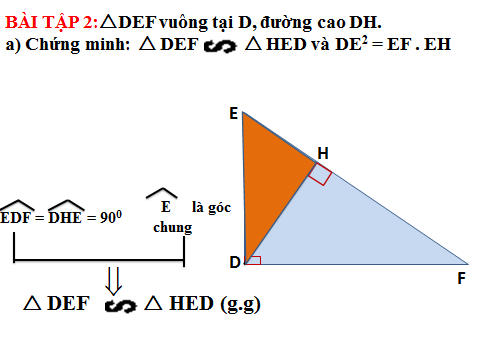 BÀI TẬP 2: △DEF vuông tại D, đường cao DH.
a) Chứng minh: △ DEF ∽ △ HED và DE² = EF . EH
E
H
D
F
EDF = DHE = 90⁰
E là góc
chung
⇓
△ DEF ∽ △ HED (g.g)